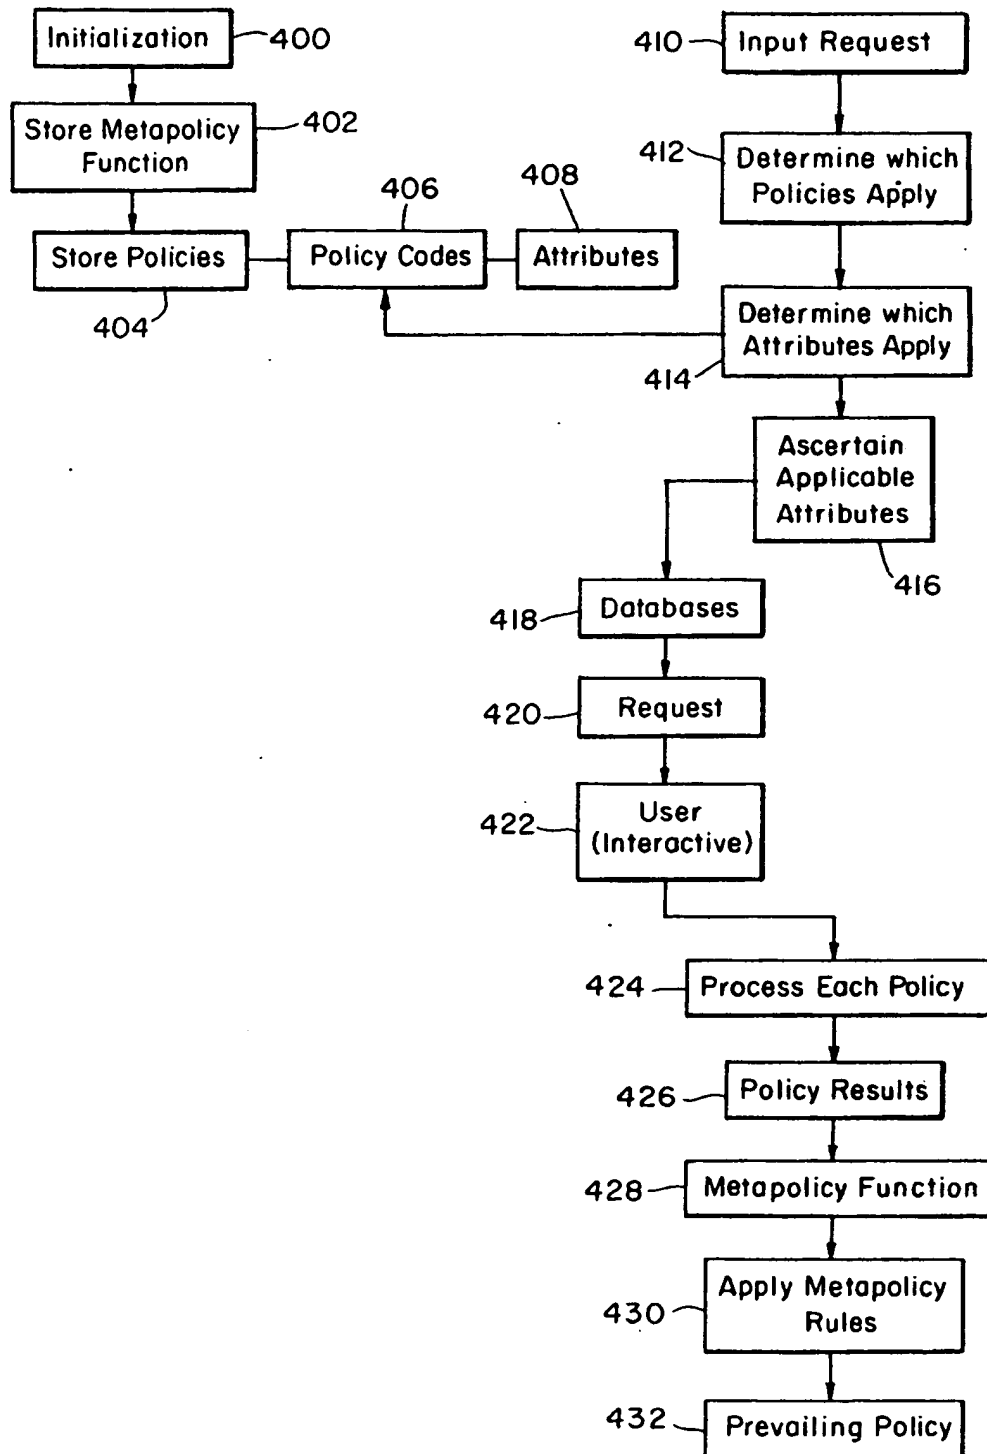 Initialization
400
Store Metapolicy
Function
402
Store Policies
404
406
Policy Codes
408
Attributes
410
Input Request
412
Determine which
Policies Apply
Determine which
Attributes Apply
414
Ascertain
Applicable
Attributes
416
418
Databases
420
Request
422
User
(Interactive)
424
Process Each Policy
426
Policy Results
428
Metapolicy Function
430
Apply Metapolicy
Rules
432
Prevailing Policy